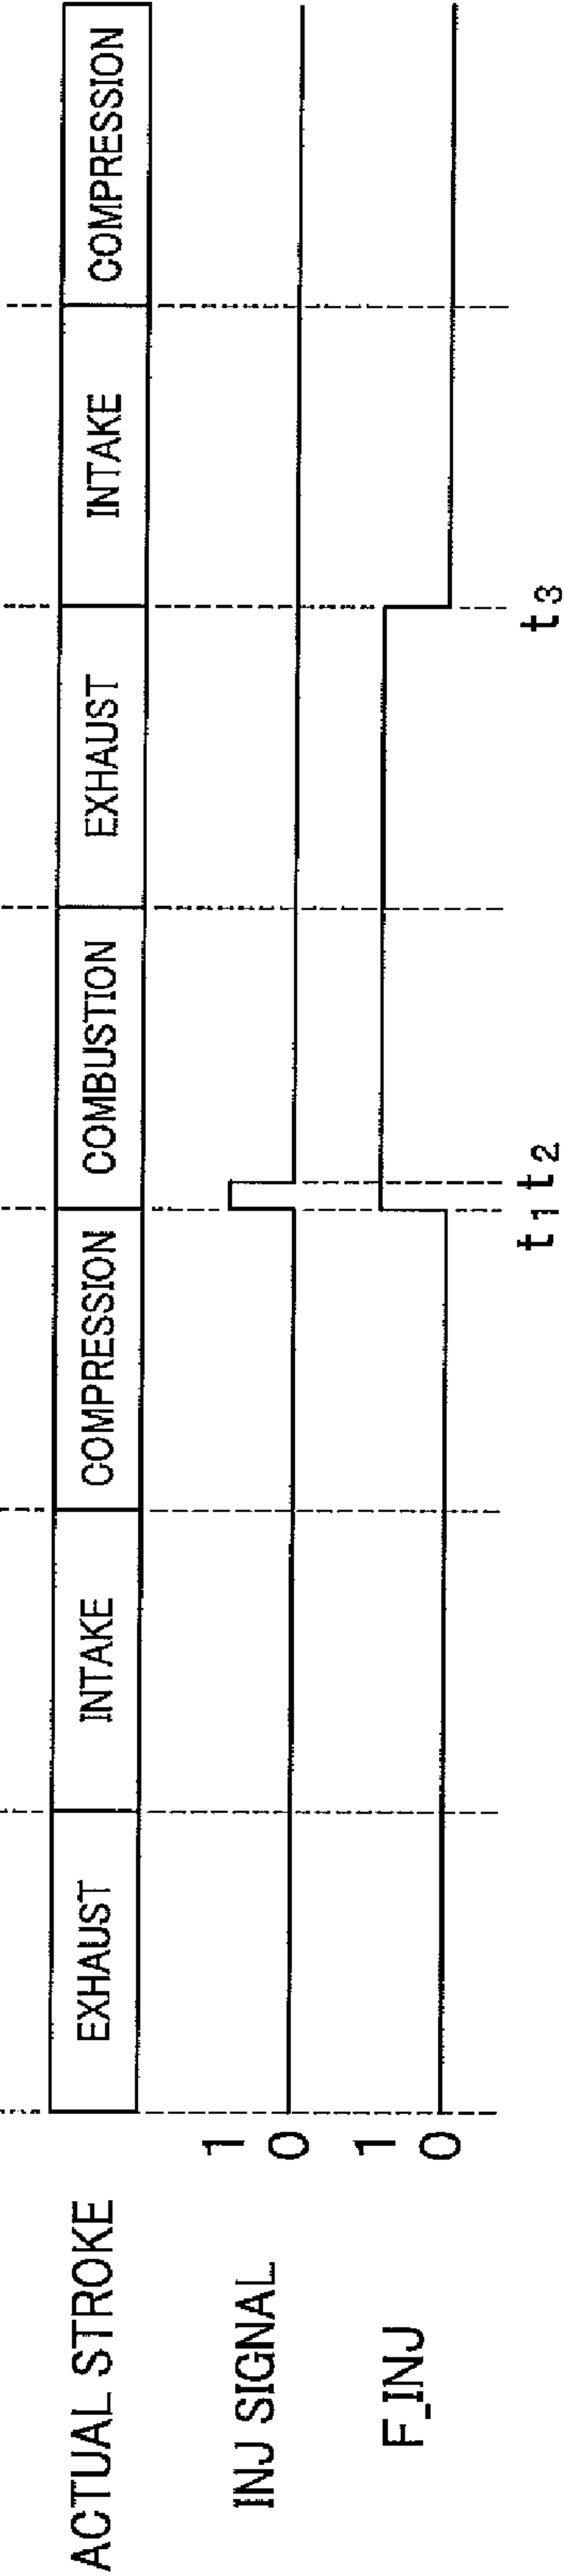 ACTUAL STROKE
EXHAUST
INTAKE
COMPRESSION
COMBUSTION
EXHAUST
INTAKE
COMPRESSION
INJ SIGNAL
1
0
F_INJ
1
0
t1 t2
t3